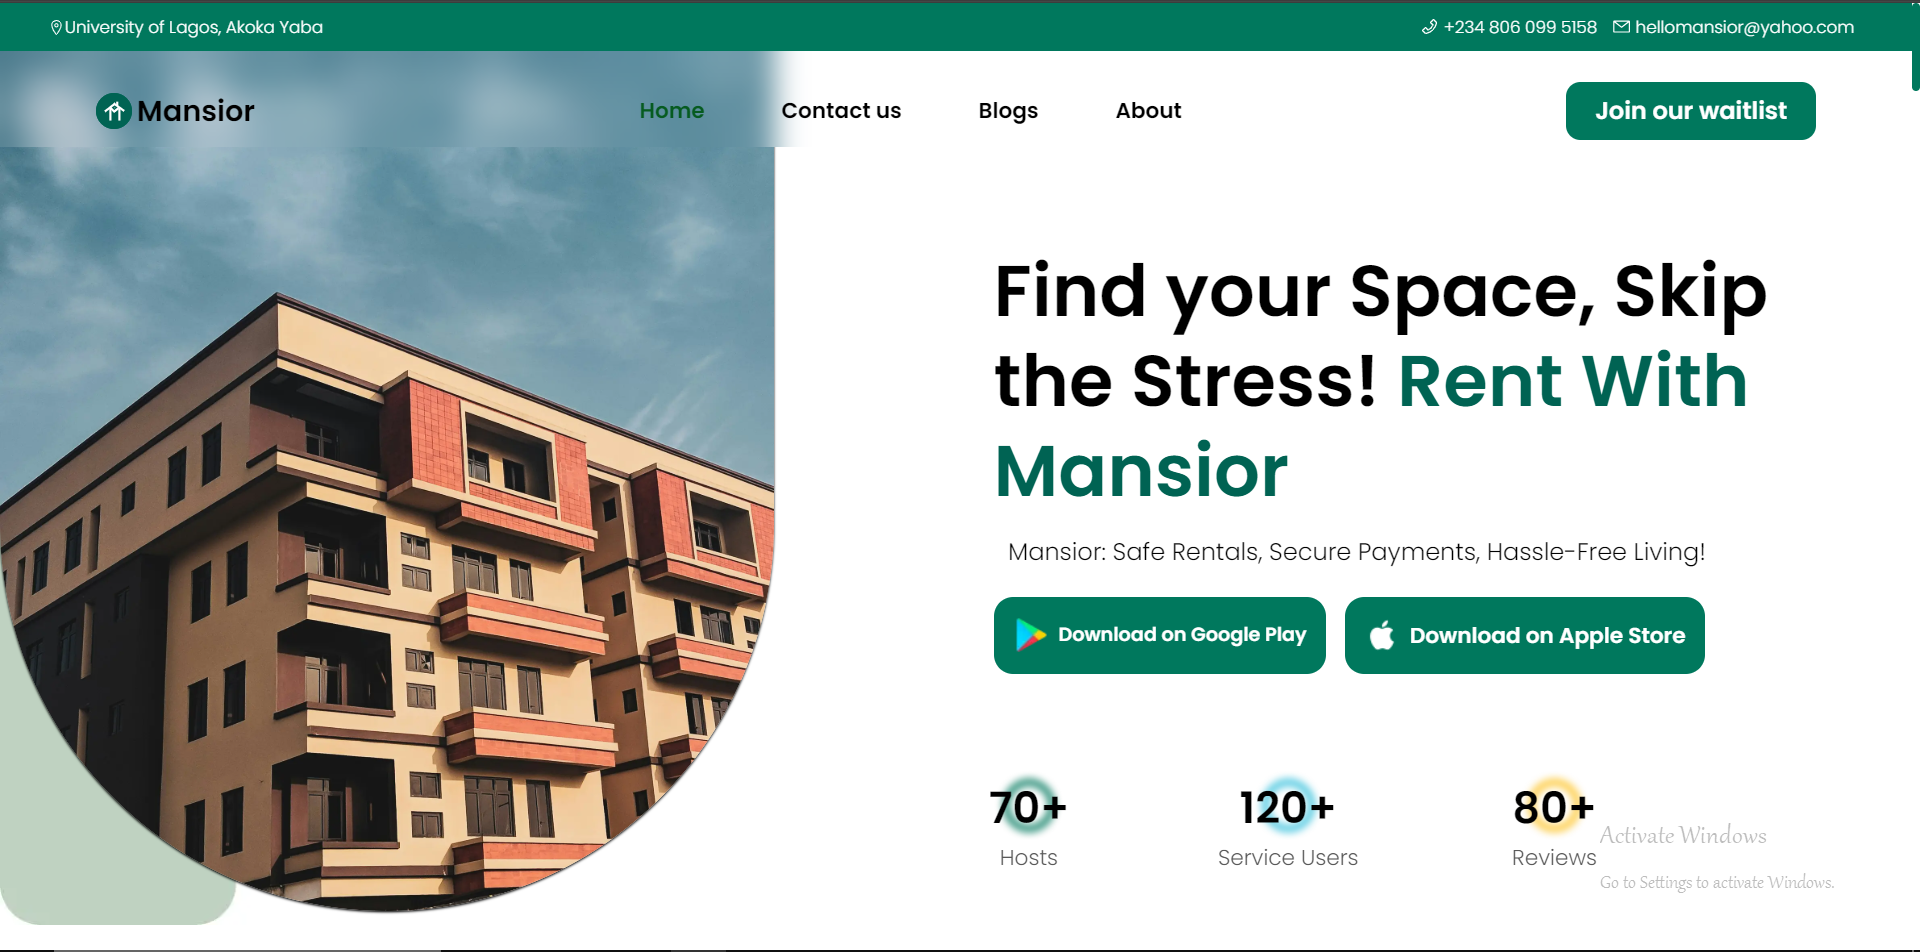 University of Lagos, Akoka Yaba
+234 806 099 5158
hellomansior@yahoo.com
Mansior
Home
Contact us
Blogs
About
Join our waitlist
Find your Space, Skip
the Stress! Rent With
Mansior
Mansior: Safe Rentals, Secure Payments, Hassle-Free Living!
Download on Google Play
Download on Apple Store
70+
120+
80+
Hosts
Service Users
Reviews
Activate Windows
Go to Settings to activate Windows.